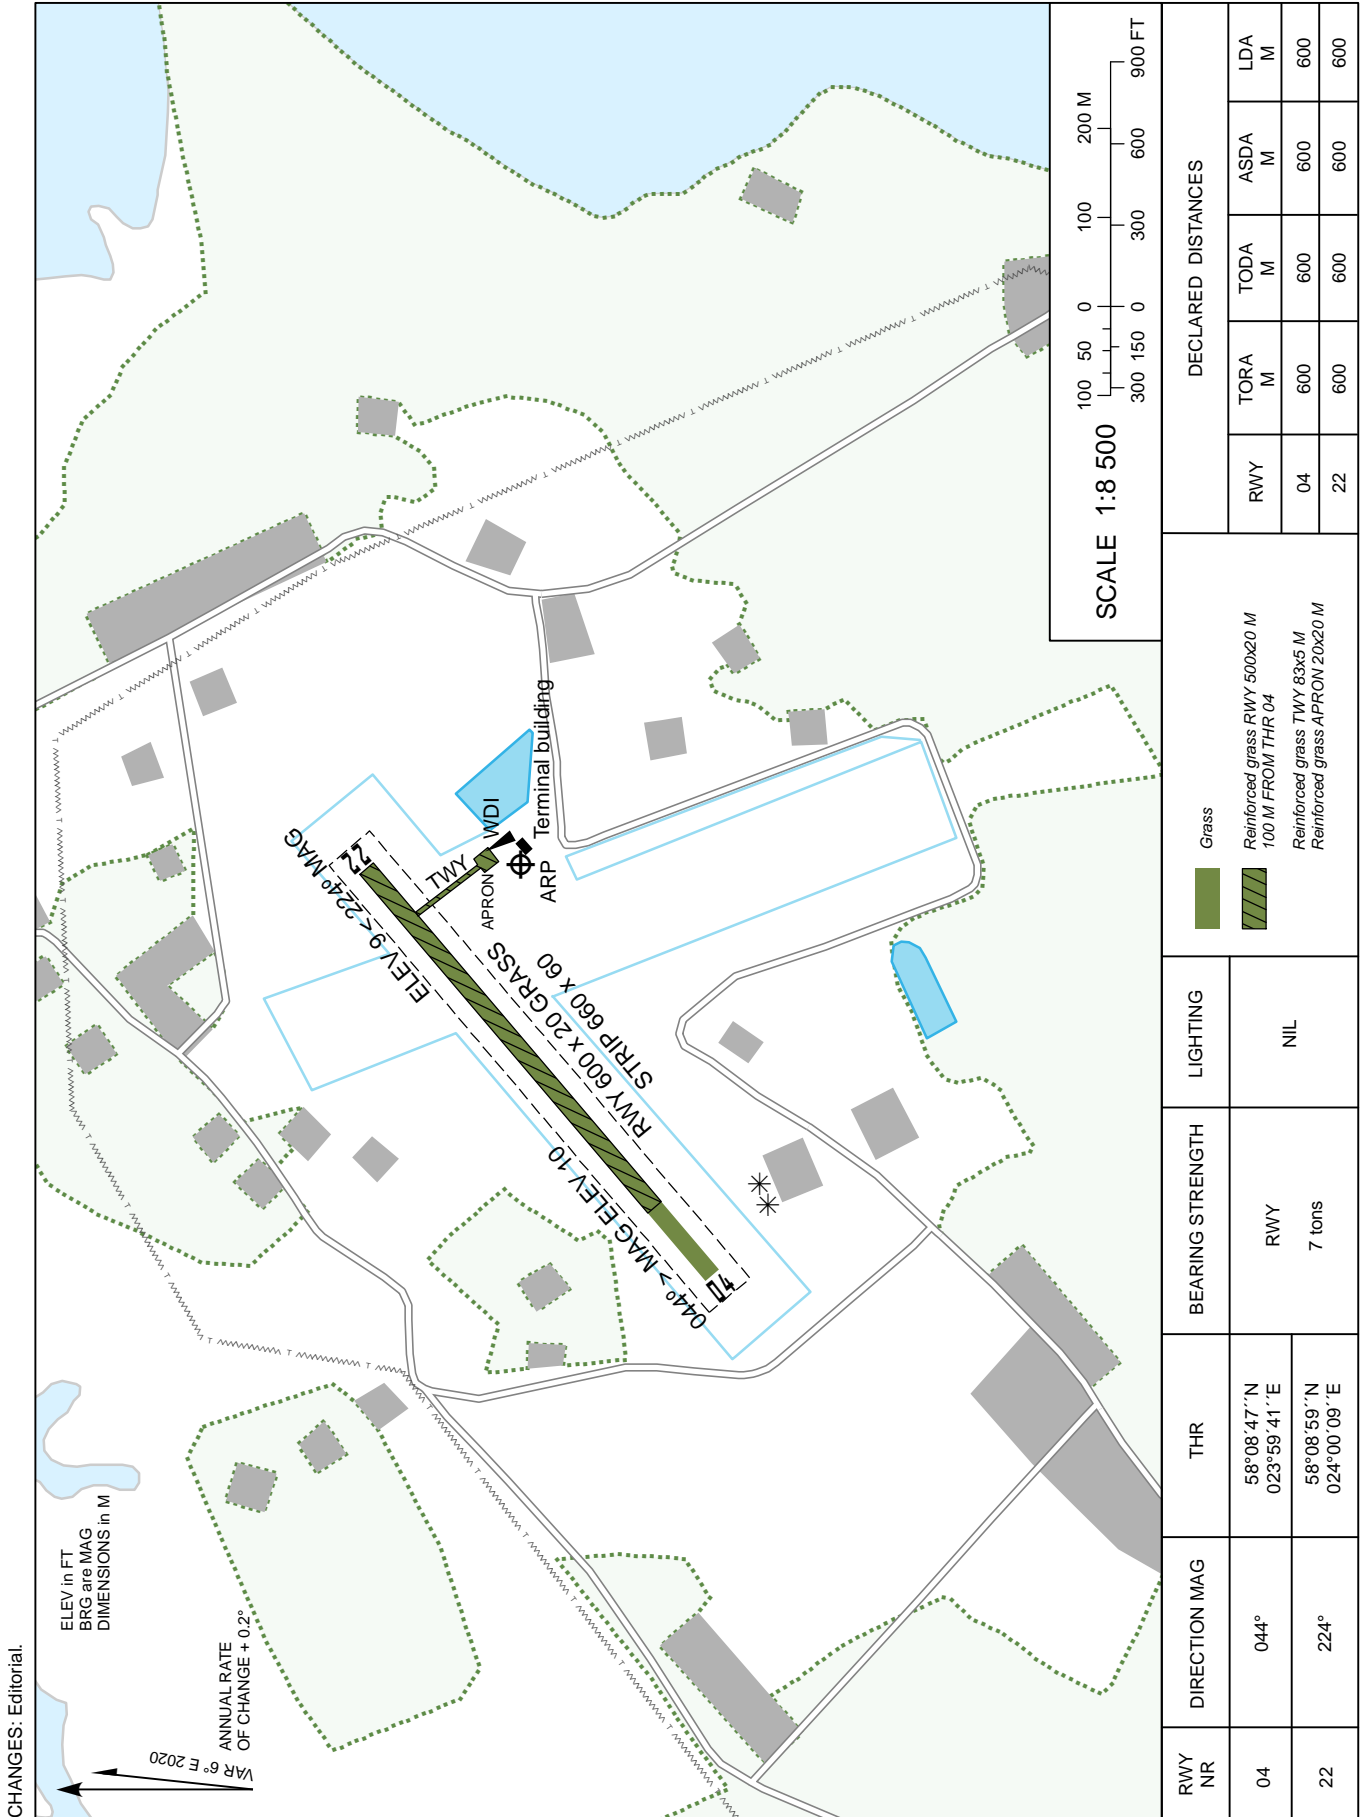 CHANGES: Editorial.
ELEV in FT
BRG are MAG
DIMENSIONS in M
VAR 6° E 2020
ANNUAL RATE
OF CHANGE + 0.2°
044° > MAG ELEV 10
ELEV 9 < 224° MAG
04
22
RWY 600 x 20 GRASS
STRIP 660 x 60
TWY
APRON
WDI
ARP
Terminal building
T T T T T T T T T T T T T T T T T T T T T T T T T T T T
SCALE 1:8 500
100 50 0 100 200 M
300 150 0 300 600 900 FT
RWY
NR
DIRECTION MAG
THR
BEARING STRENGTH
LIGHTING
04
044°
58°08´47´´N
023°59´41´´E
RWY
7 tons
NIL
22
224°
58°08´59´´N
024°00´09´´E
Grass
Reinforced grass RWY 500x20 M
100 M FROM THR 04
Reinforced grass TWY 83x5 M
Reinforced grass APRON 20x20 M
DECLARED DISTANCES
RWY
TORA
M
TODA
M
ASDA
M
LDA
M
04 600 600 600 600
22 600 600 600 600